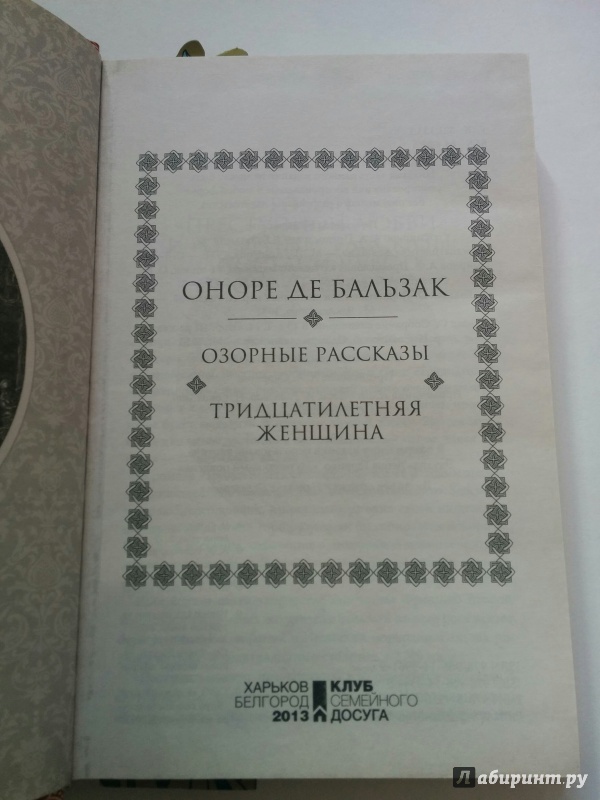 ОНОРЕ ДЕ БАЛЬЗАК
ОЗОРНЫЕ РАССКАЗЫ
ТРИДЦАТИЛЕТНЯЯ
ЖЕНЩИНА
ХАРЬКОВ
БЕЛГОРОД
2013
КЛУБ
СЕМЕЙНОГО
ДОСУГА
Лабиринт.ру